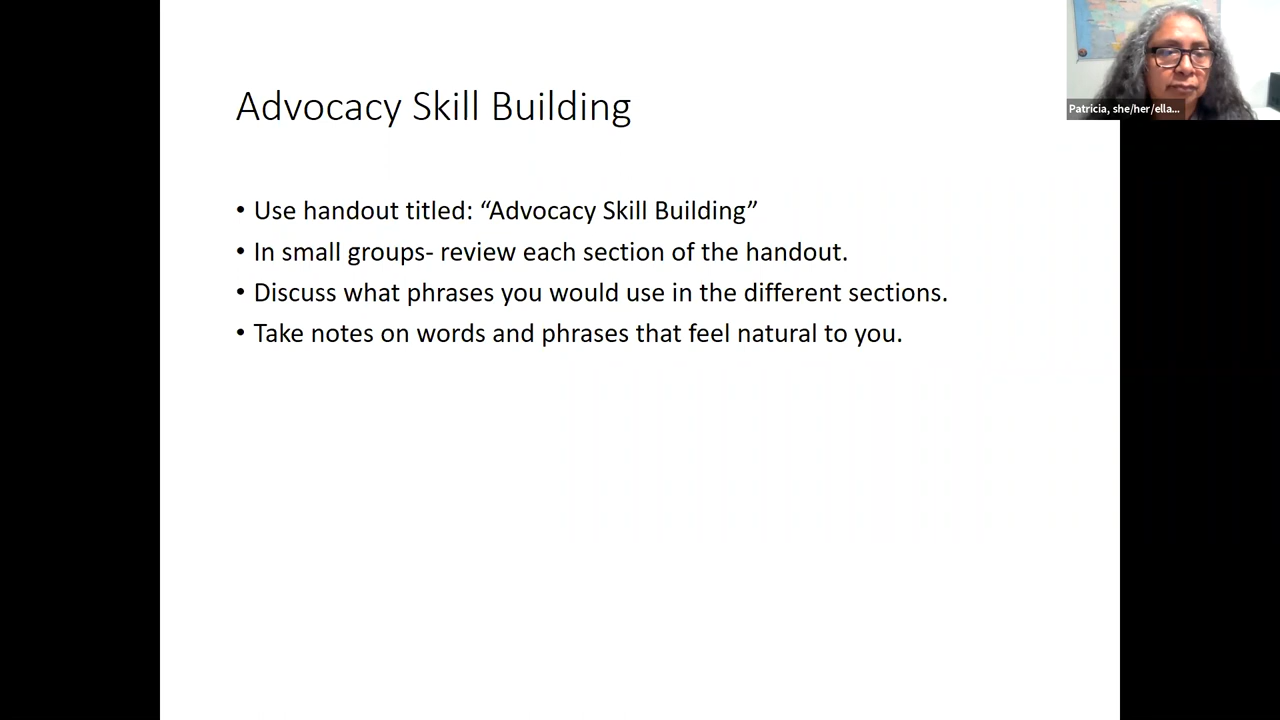 Advocacy Skill Building
• Use handout titled: “Advocacy Skill Building”
• In small groups- review each section of the handout.
• Discuss what phrases you would use in the different sections.
• Take notes on words and phrases that feel natural to you.
Patricia, she/her/ella...